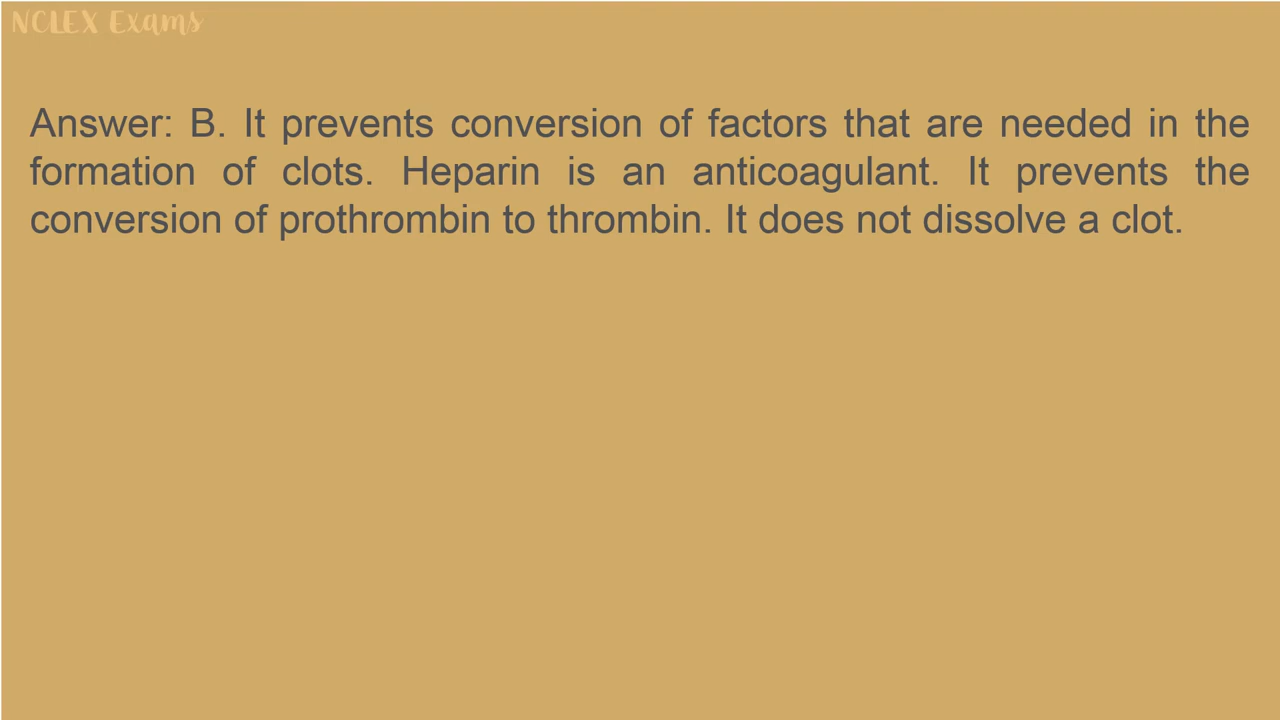 NCLEX Exams
Answer: B. It prevents conversion of factors that are needed in the
formation of clots. Heparin is an anticoagulant. It prevents the
conversion of prothrombin to thrombin. It does not dissolve a clot.